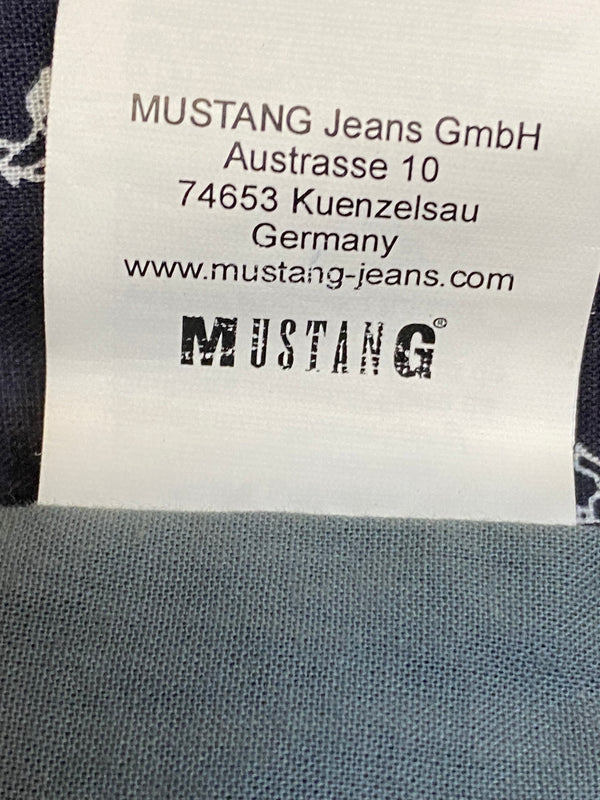 MUSTANG Jeans GmbH
Austrasse 10
74653 Kuenzelsau
Germany
www.mustang-jeans.com
MUSTANG®